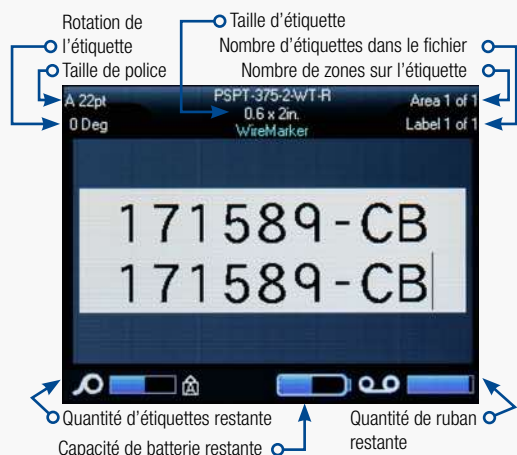 Rotation de
l'étiquette
Taille de police
Taille d'étiquette
Nombre d'étiquettes dans le fichier
Nombre de zones sur l'étiquette
A 22pt
0 Deg
PSPT-375-2-WT-R
0.6 x 2in.
WireMarker
Area 1 of 1
Label 1 of 1
171589-CB
171589-CB
A
Quantité d'étiquettes restante
Capacité de batterie restante
Quantité de ruban
restante